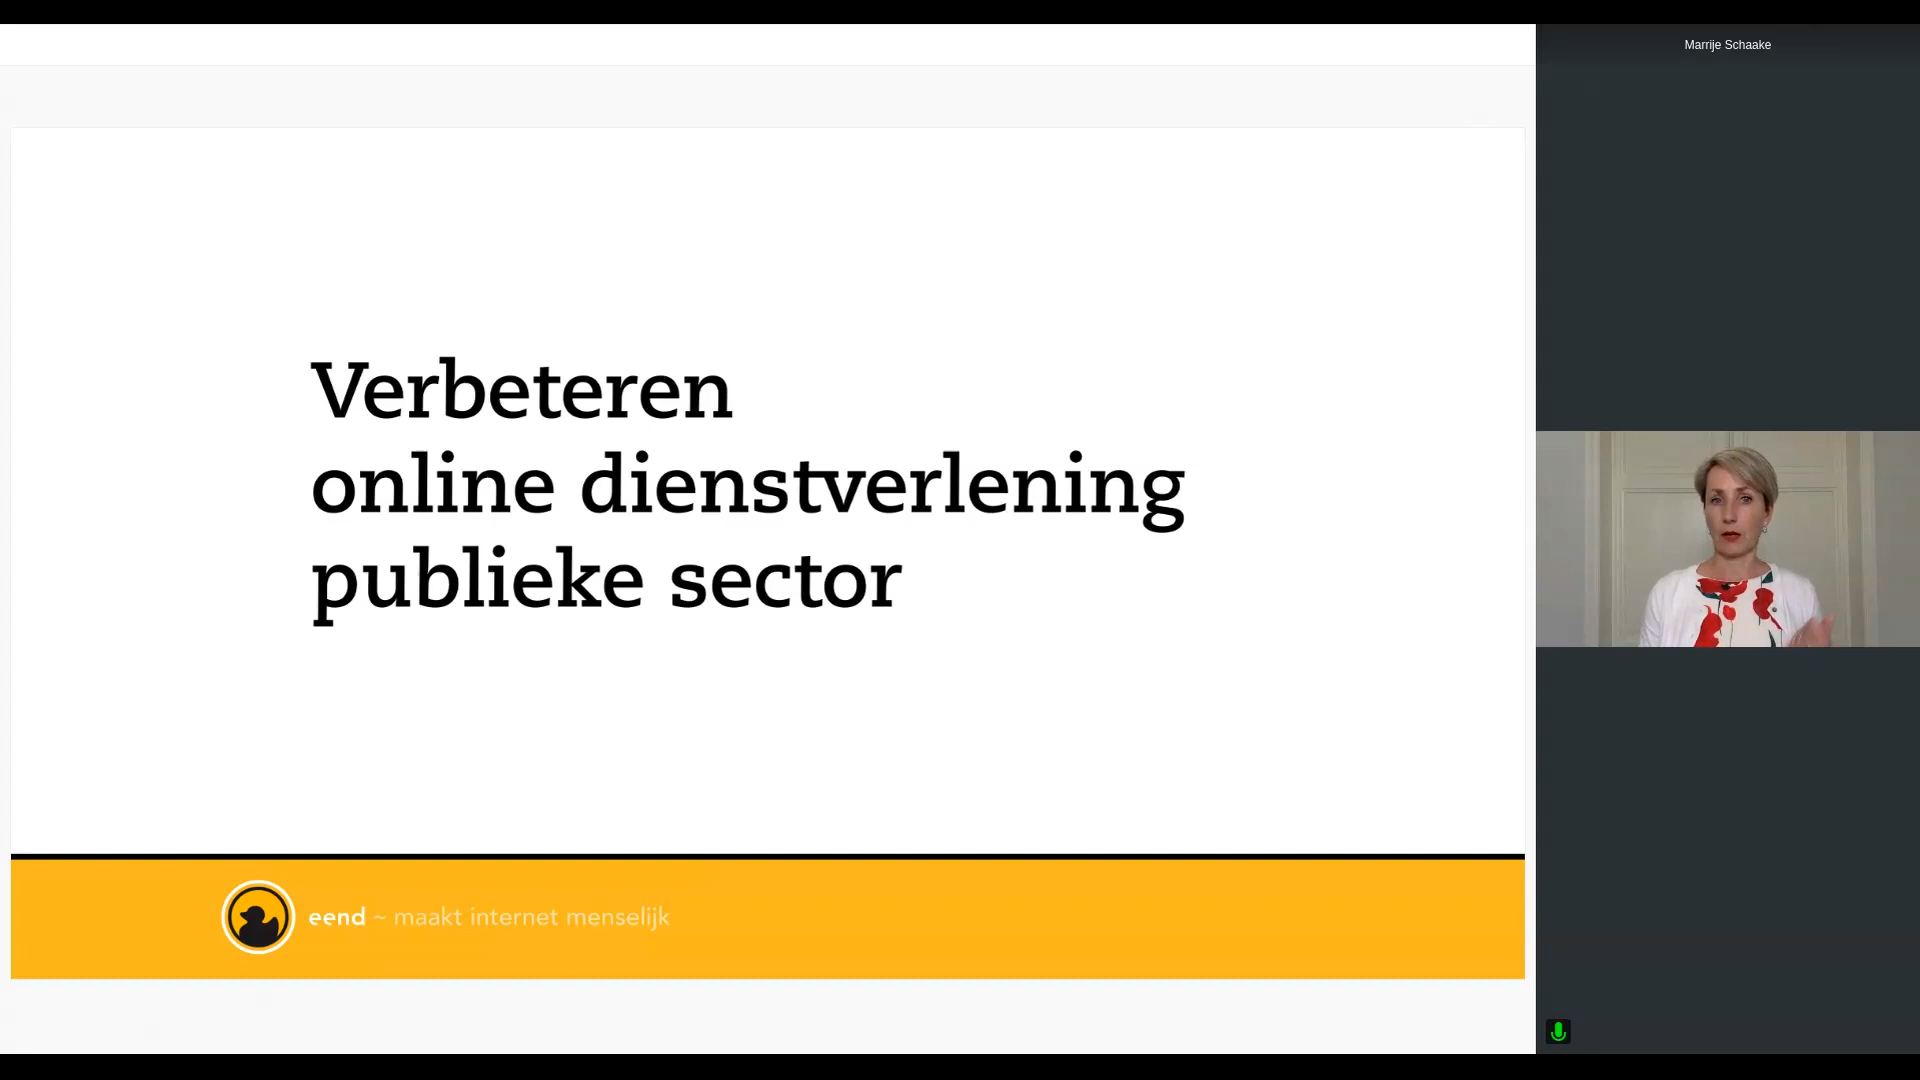 Marrije Schaake
Verbeteren
online dienstverlening
publieke sector
eend ~ maakt internet menselijk